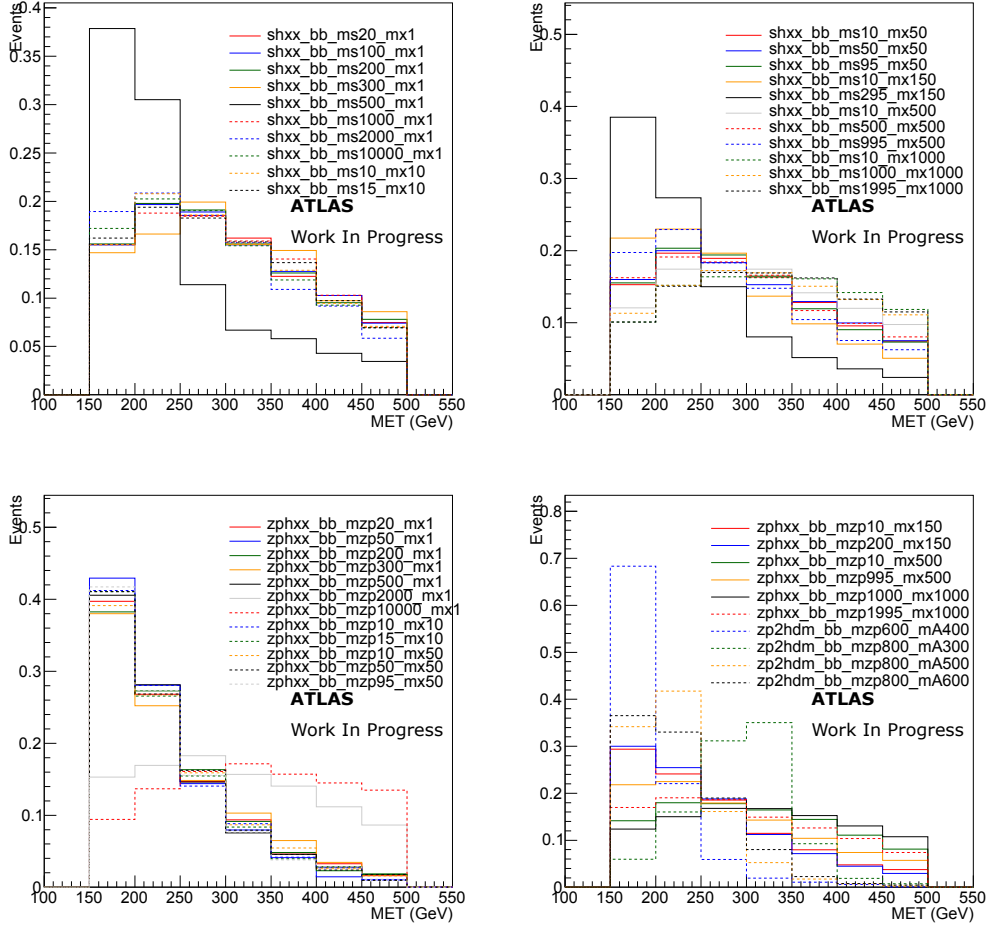 Events
0.4
0.35
0.3
0.25
0.2
0.15
0.1
0.05
0
shxx_bb_ms20_mx1
shxx_bb_ms100_mx1
shxx_bb_ms200_mx1
shxx_bb_ms300_mx1
shxx_bb_ms500_mx1
shxx_bb_ms1000_mx1
shxx_bb_ms2000_mx1
shxx_bb_ms10000_mx1
shxx_bb_ms10_mx10
shxx_bb_ms15_mx10
ATLAS
Work In Progress
100 150 200 250 300 350 400 450 500 550
MET (GeV)
Events
0.5
0.4
0.3
0.2
0.1
0
shxx_bb_ms10_mx50
shxx_bb_ms50_mx50
shxx_bb_ms95_mx50
shxx_bb_ms10_mx150
shxx_bb_ms295_mx150
shxx_bb_ms10_mx500
shxx_bb_ms500_mx500
shxx_bb_ms995_mx500
shxx_bb_ms10_mx1000
shxx_bb_ms1000_mx1000
shxx_bb_ms1995_mx1000
ATLAS
Work In Progress
100 150 200 250 300 350 400 450 500 550
MET (GeV)
Events
0.5
0.4
0.3
0.2
0.1
0
zphxx_bb_mzp20_mx1
zphxx_bb_mzp50_mx1
zphxx_bb_mzp200_mx1
zphxx_bb_mzp300_mx1
zphxx_bb_mzp500_mx1
zphxx_bb_mzp2000_mx1
zphxx_bb_mzp10000_mx1
zphxx_bb_mzp10_mx10
zphxx_bb_mzp15_mx10
zphxx_bb_mzp10_mx50
zphxx_bb_mzp50_mx50
zphxx_bb_mzp95_mx50
ATLAS
Work In Progress
100 150 200 250 300 350 400 450 500 550
MET (GeV)
Events
0.8
0.7
0.6
0.5
0.4
0.3
0.2
0.1
0
zphxx_bb_mzp10_mx150
zphxx_bb_mzp200_mx150
zphxx_bb_mzp10_mx500
zphxx_bb_mzp995_mx500
zphxx_bb_mzp1000_mx1000
zphxx_bb_mzp1995_mx1000
zp2hdm_bb_mzp600_mA400
zp2hdm_bb_mzp800_mA300
zp2hdm_bb_mzp800_mA500
zp2hdm_bb_mzp800_mA600
ATLAS
Work In Progress
100 150 200 250 300 350 400 450 500 550
MET (GeV)